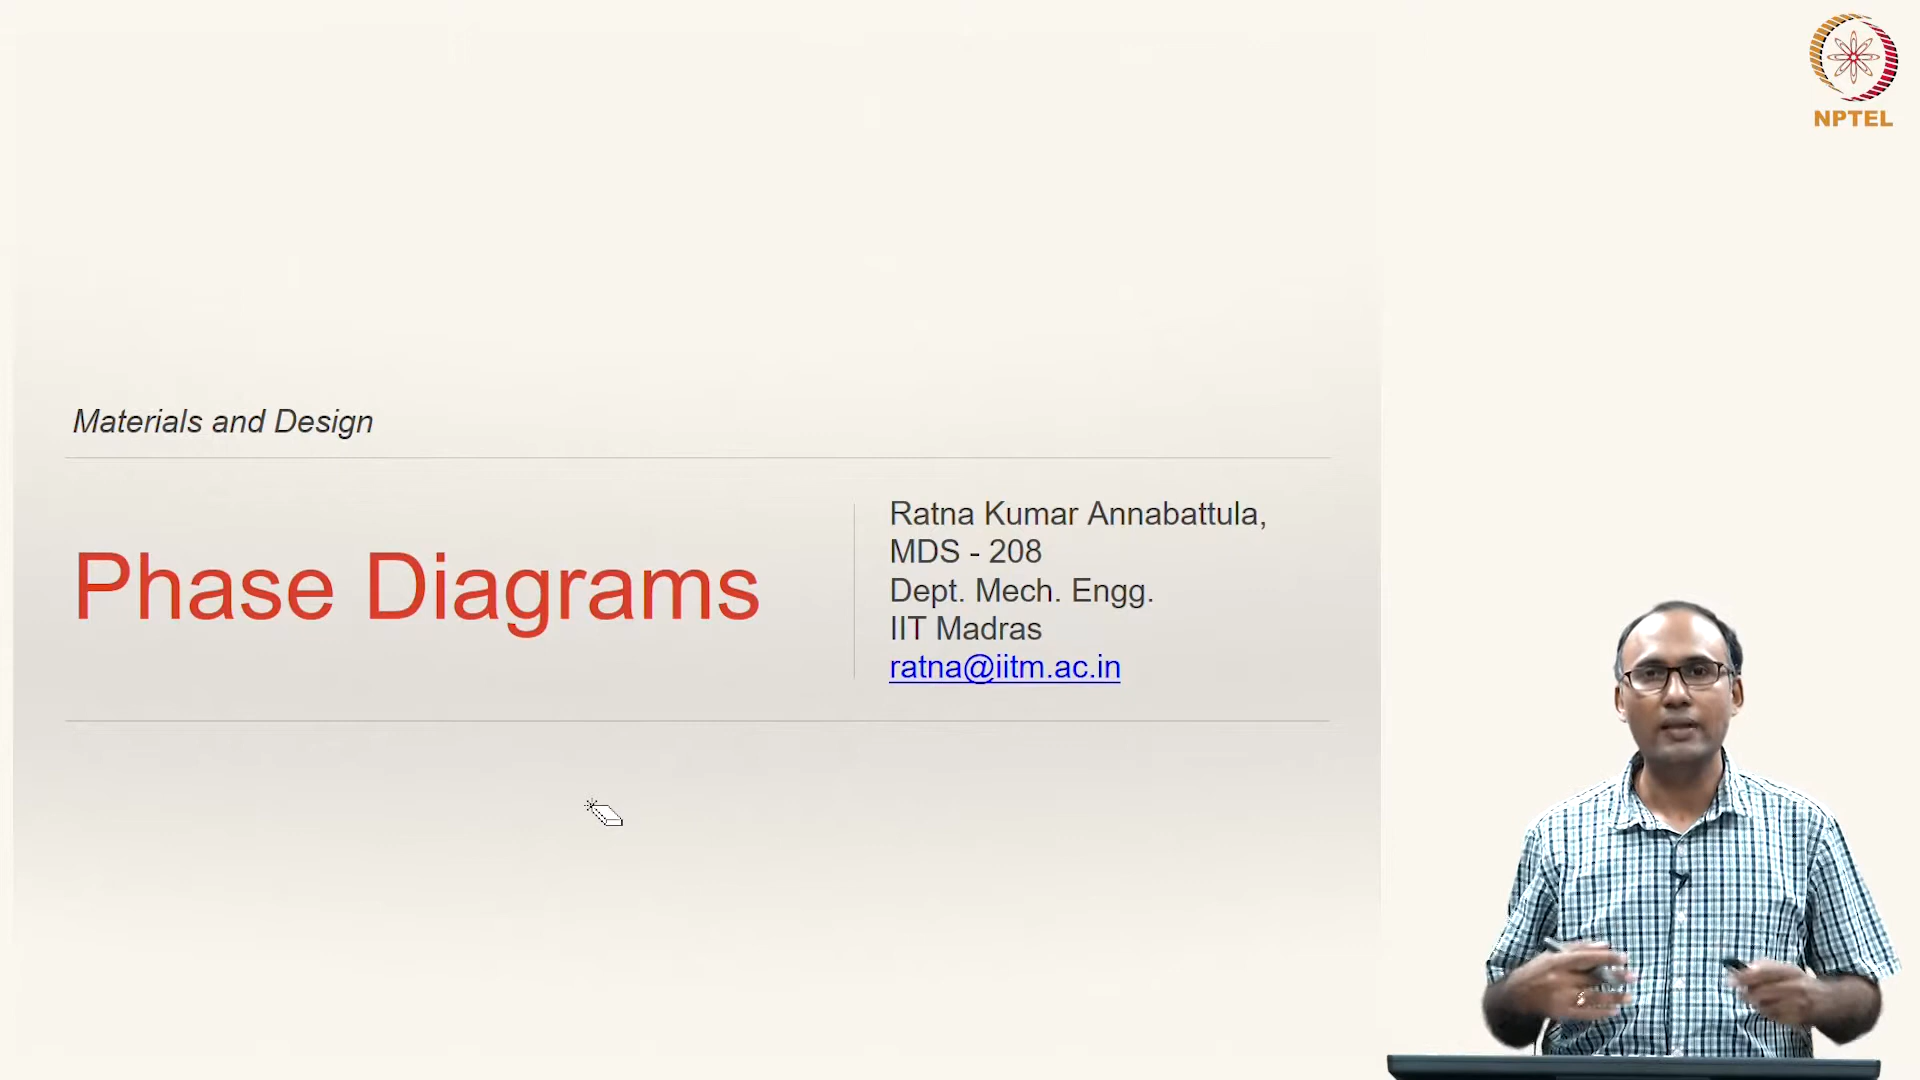 NPTEL
Materials and Design
Phase Diagrams
Ratna Kumar Annabattula,
MDS - 208
Dept. Mech. Engg.
IIT Madras
ratna@iitm.ac.in